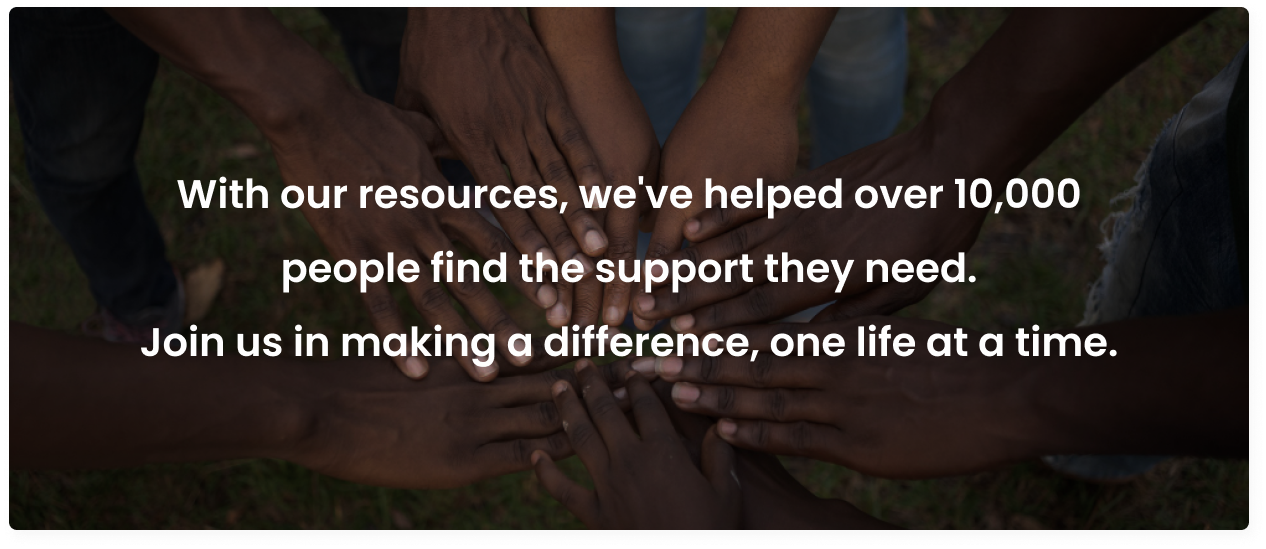 With our resources, we've helped over 10,000
people find the support they need.
Join us in making a difference, one life at a time.